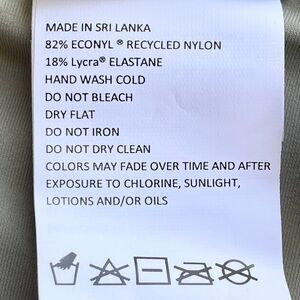 MADE IN SRI LANKA
82% ECONYL ® RECYCLED NYLON
18% Lycra® ELASTANE
HAND WASH COLD
DO NOT BLEACH
DRY FLAT
DO NOT IRON
DO NOT DRY CLEAN
COLORS MAY FADE OVER TIME AND AFTER
EXPOSURE TO CHLORINE, SUNLIGHT,
LOTIONS AND/OR OILS